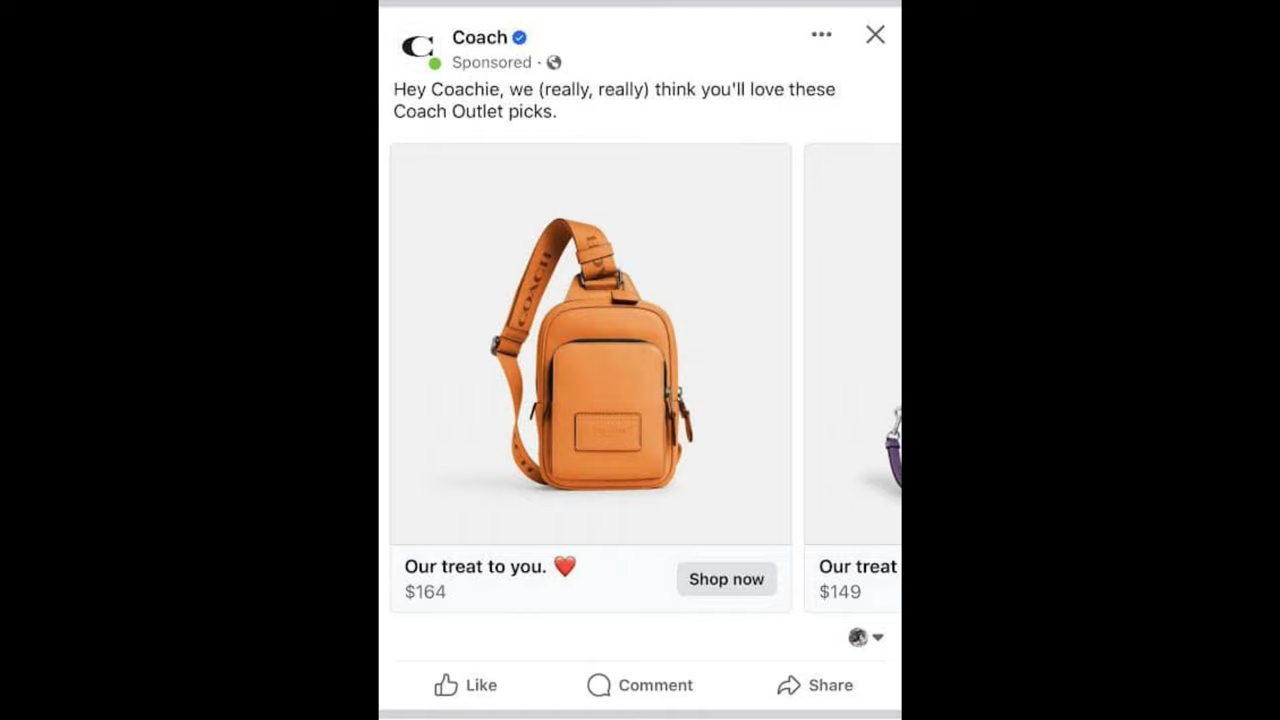 Coach
Sponsored ·
Hey Coachie, we (really, really) think you'll love these
Coach Outlet picks.
COACH
Our treat to you. ❤️
$164
Shop now
Our treat
$149
Like
Comment
Share